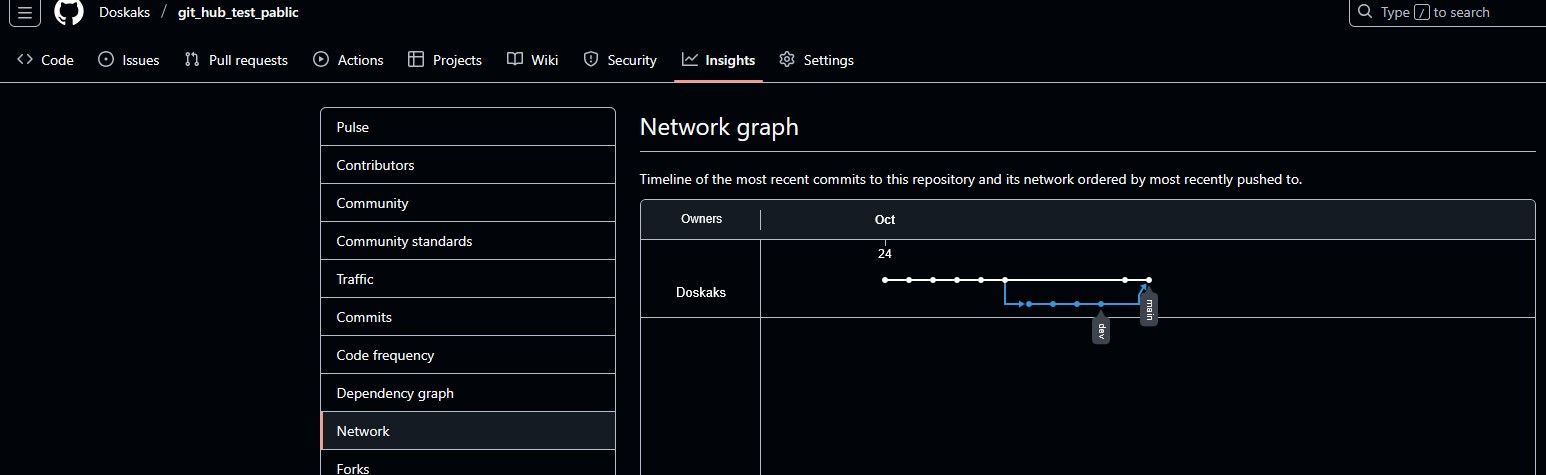 Doskaks / git_hub_test_pablic
Type / to search
Code Issues Pull requests Actions Projects Wiki Security Insights Settings
Pulse
Contributors
Community
Community standards
Traffic
Commits
Code frequency
Dependency graph
Network
Forks
Network graph
Timeline of the most recent commits to this repository and its network ordered by most recently pushed to.
Owners
Oct
24
Doskaks
main
dev